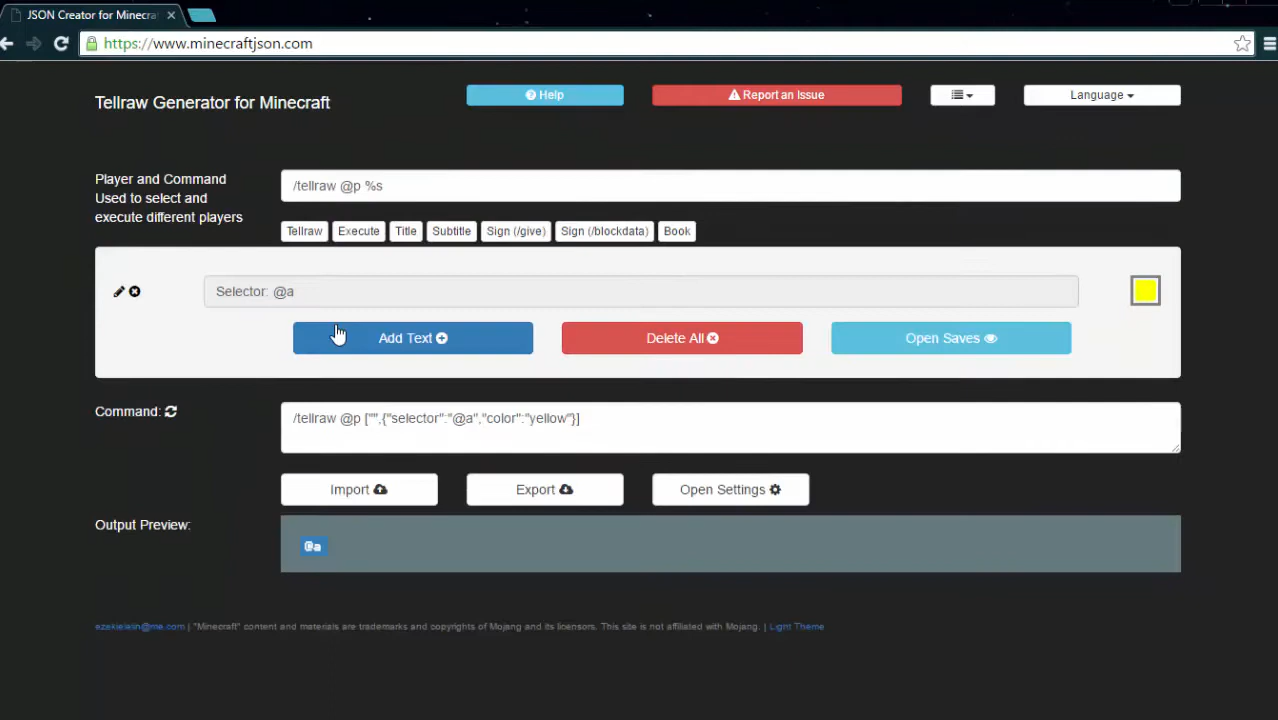 JSON Creator for Minecra
https://www.minecraftjson.com
Tellraw Generator for Minecraft
Help
Report an Issue
Language
Player and Command
Used to select and
execute different players
/tellraw @p %s
Tellraw
Execute
Title
Subtitle
Sign (/give)
Sign (/blockdata)
Book
Selector: @a
Add Text
Delete All
Open Saves
Command:
/tellraw @p ["",{"selector":"@a","color":"yellow"}]
Import
Export
Open Settings
Output Preview:
@a
ezekielelin@me.com | "Minecraft" content and materials are trademarks and copyrights of Mojang and its licensors. This site is not affiliated with Mojang. | Light Theme